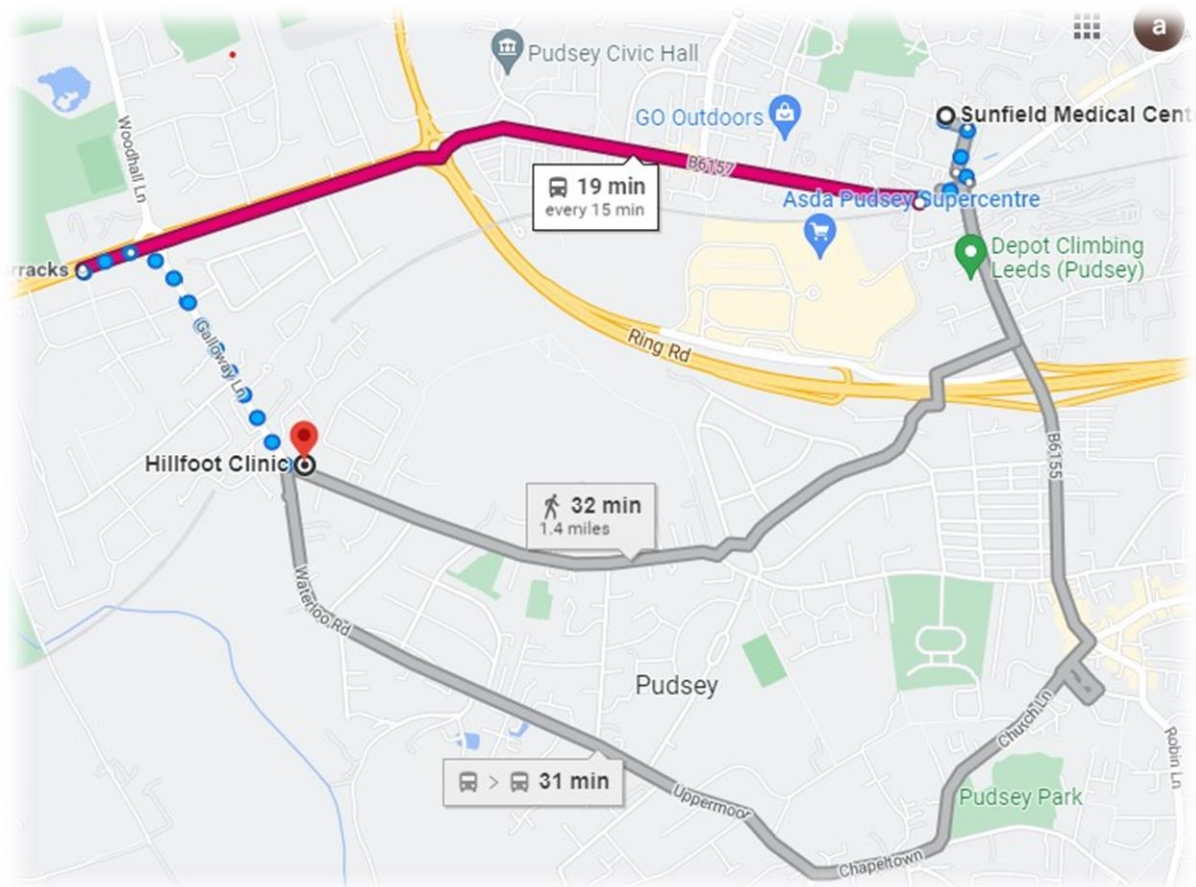 a
Pudsey Civic Hall
GO Outdoors
Sunfield Medical Cent
Woodhall Ln
B6157
19 min
every 15 min
Asda Pudsey Supercentre
Depot Climbing
Leeds (Pudsey)
rracks
Galloway Ln
Ring Rd
B6155
Hillfoot Clinic
32 min
1.4 miles
Waterloo Rd
Pudsey
Church Ln
Robin Ln
> 31 min
Uppermoor
Pudsey Park
Chapeltown